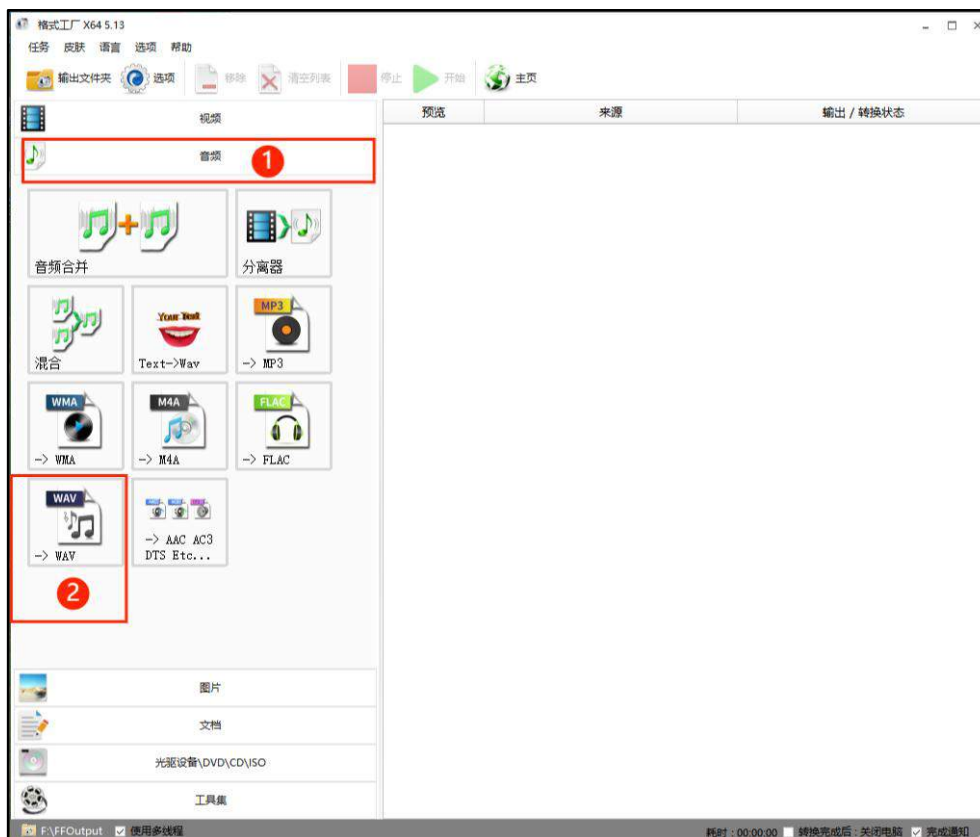 格式工厂 X64 5.13
任务 皮肤 语言 选项 帮助
输出文件夹 选项 移除 清空列表 停止 开始 主页
预览 来源 输出 / 转换状态
视频
音频 1
音频合并 分离器
YOUR TEXT MP3
混合 Text->Wav -> MP3
WMA M4A FLAC
-> WMA -> M4A -> FLAC
WAV
-> WAV
-> AAC AC3
DTS Etc...
2
图片
文档
光驱设备\DVD\CD\ISO
工具集
F:\FFOutput 使用多线程 耗时 : 00:00:00 转换完成后 : 关闭电脑 完成通知